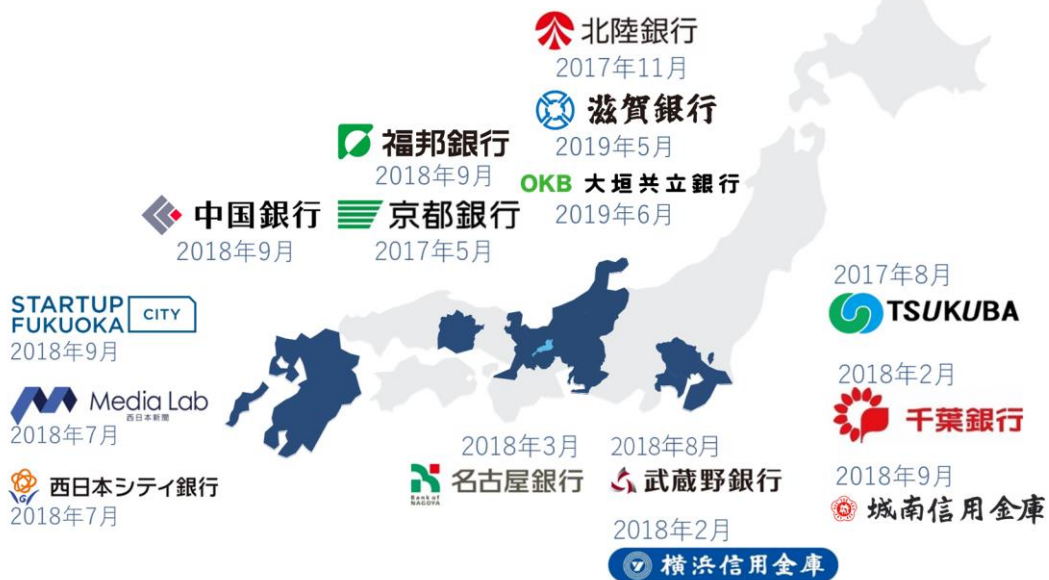 北陸銀行
2017年11月
滋賀銀行
2019年5月
OKB 大垣共立銀行
2019年6月
福邦銀行
2018年9月
中国銀行
2018年9月
京都銀行
2017年5月
STARTUP
FUKUOKA
CITY
2018年9月
Media Lab
西日本新聞
2018年7月
西日本シティ銀行
2018年7月
2018年3月
名古屋銀行
Bank of
NAGOYA
2018年8月
武蔵野銀行
2018年2月
横浜信用金庫
2017年8月
TSUKUBA
2018年2月
千葉銀行
2018年9月
城南信用金庫